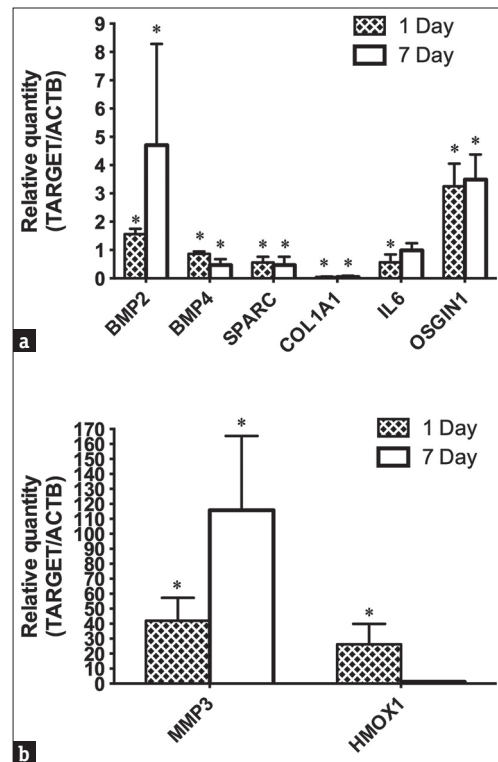 1 Day
7 Day
Relative quantity
(TARGET/ACTB)
9
8
7
6
5
4
3
2
1
0
* * * * * * * * * * *
BMP2 BMP4 SPARC COL1A1 IL6 OSGIN1
a
1 Day
7 Day
Relative quantity
(TARGET/ACTB)
170
160
150
140
130
120
110
100
90
80
70
60
50
40
30
20
10
0
* * *
MMP3 HMOX1
b